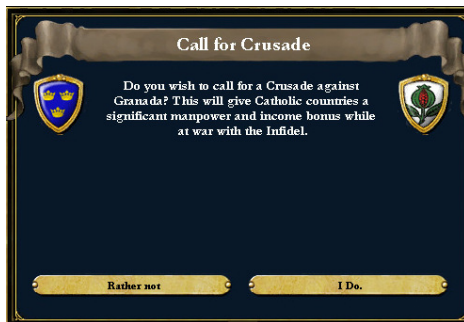 Call for Crusade
Do you wish to call for a Crusade against
Granada? This will give Catholic countries a
significant manpower and income bonus while
at war with the Infidel.
Rather not
I Do.